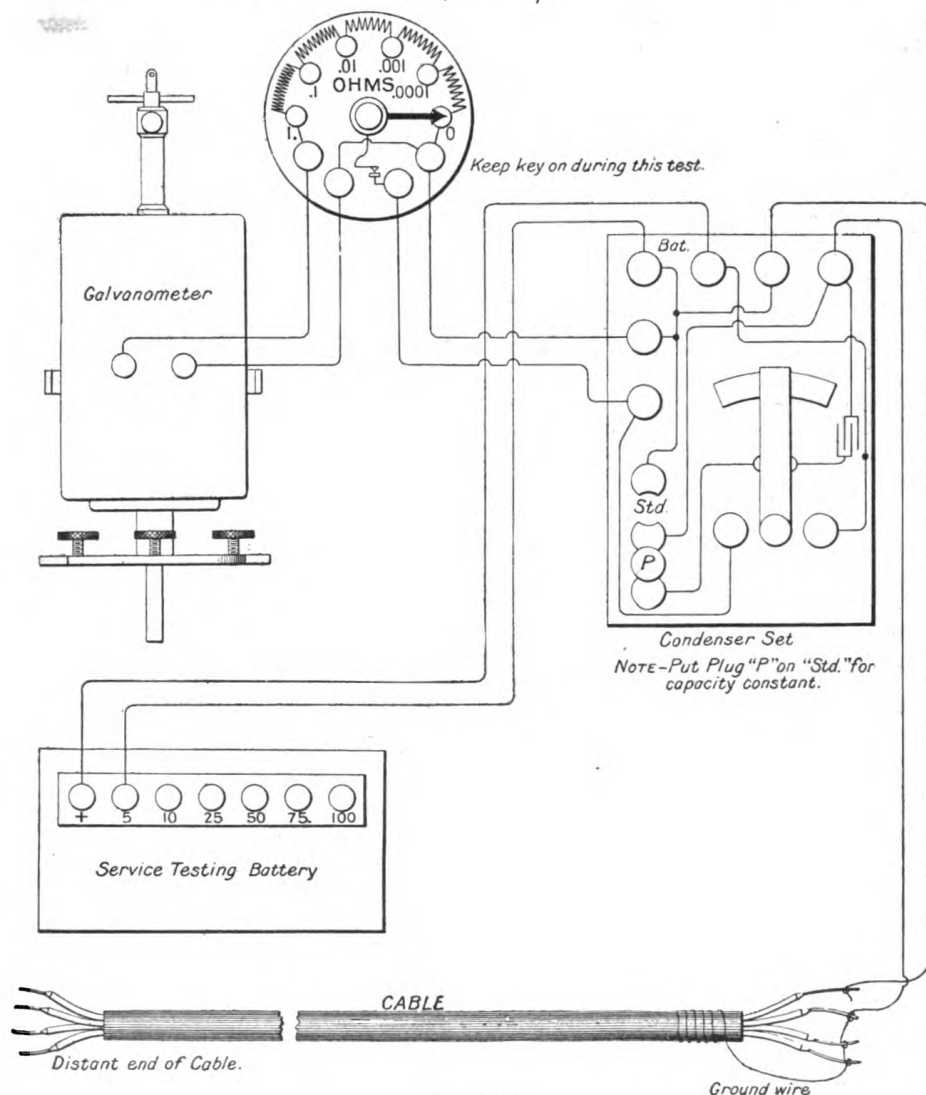 .01
.001
.1
OHMS
.0001
1.
0
Keep key on during this test.
Bat.
Galvanometer
Std.
P
Condenser Set
NOTE-Put Plug "P" on "Std." for
capacity constant.
+ 5 10 25 50 75. 100
Service Testing Battery
CABLE
Distant end of Cable.
Ground wire